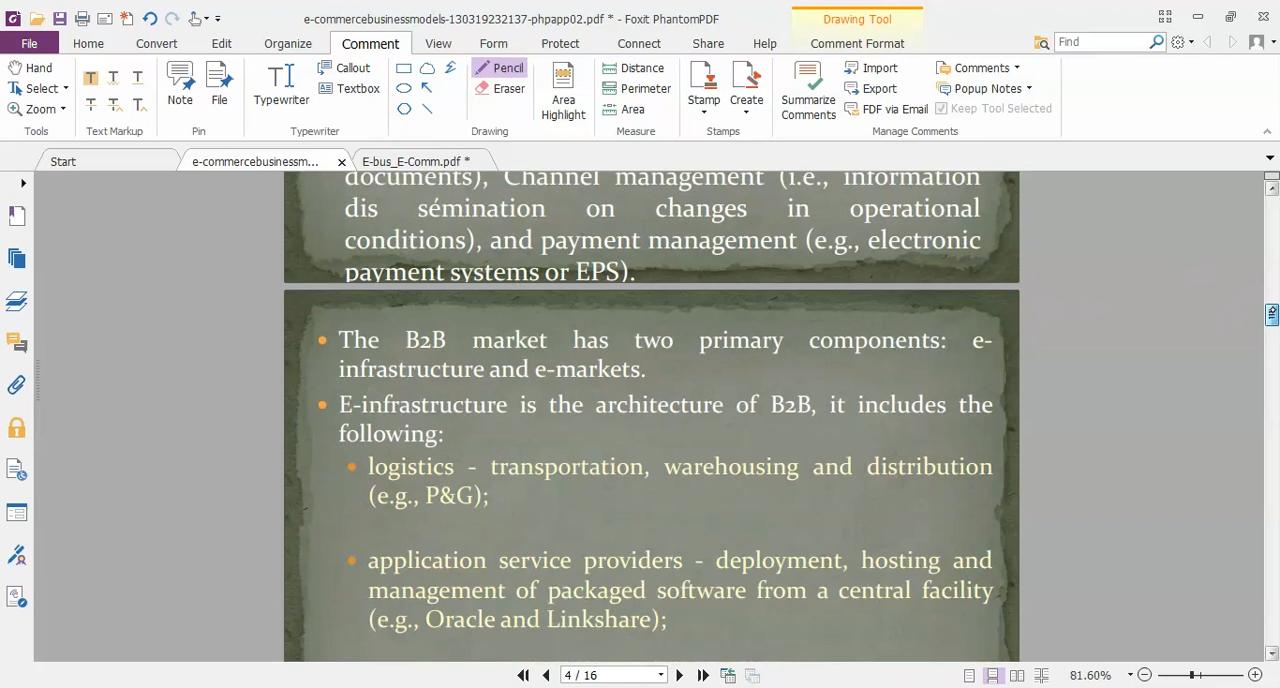 e-commercebusinessmodels-130319232137-phpapp02.pdf * - Foxit PhantomPDF
Drawing Tool
File Home Convert Edit Organize Comment View Form Protect Connect Share Help Comment Format
Find
Hand
Select
Zoom
Tools
T T T
T T T
Text Markup
Note
File
Pin
Typewriter
Callout
Textbox
Typewriter
Pencil
Eraser
Drawing
Area Highlight
Distance
Perimeter
Area
Measure
Stamp
Create
Stamps
Summarize Comments
Import
Export
FDF via Email
Comments
Popup Notes
Keep Tool Selected
Manage Comments
Start
e-commercebusinessm...
E-bus_E-Comm.pdf *
documents), Channel management (i.e., information
dis sémination on changes in operational
conditions), and payment management (e.g., electronic
payment systems or EPS).
• The B2B market has two primary components: e-
infrastructure and e-markets.
• E-infrastructure is the architecture of B2B, it includes the
following:
• logistics - transportation, warehousing and distribution
(e.g., P&G);
• application service providers - deployment, hosting and
management of packaged software from a central facility
(e.g., Oracle and Linkshare);
4 / 16
81.60%